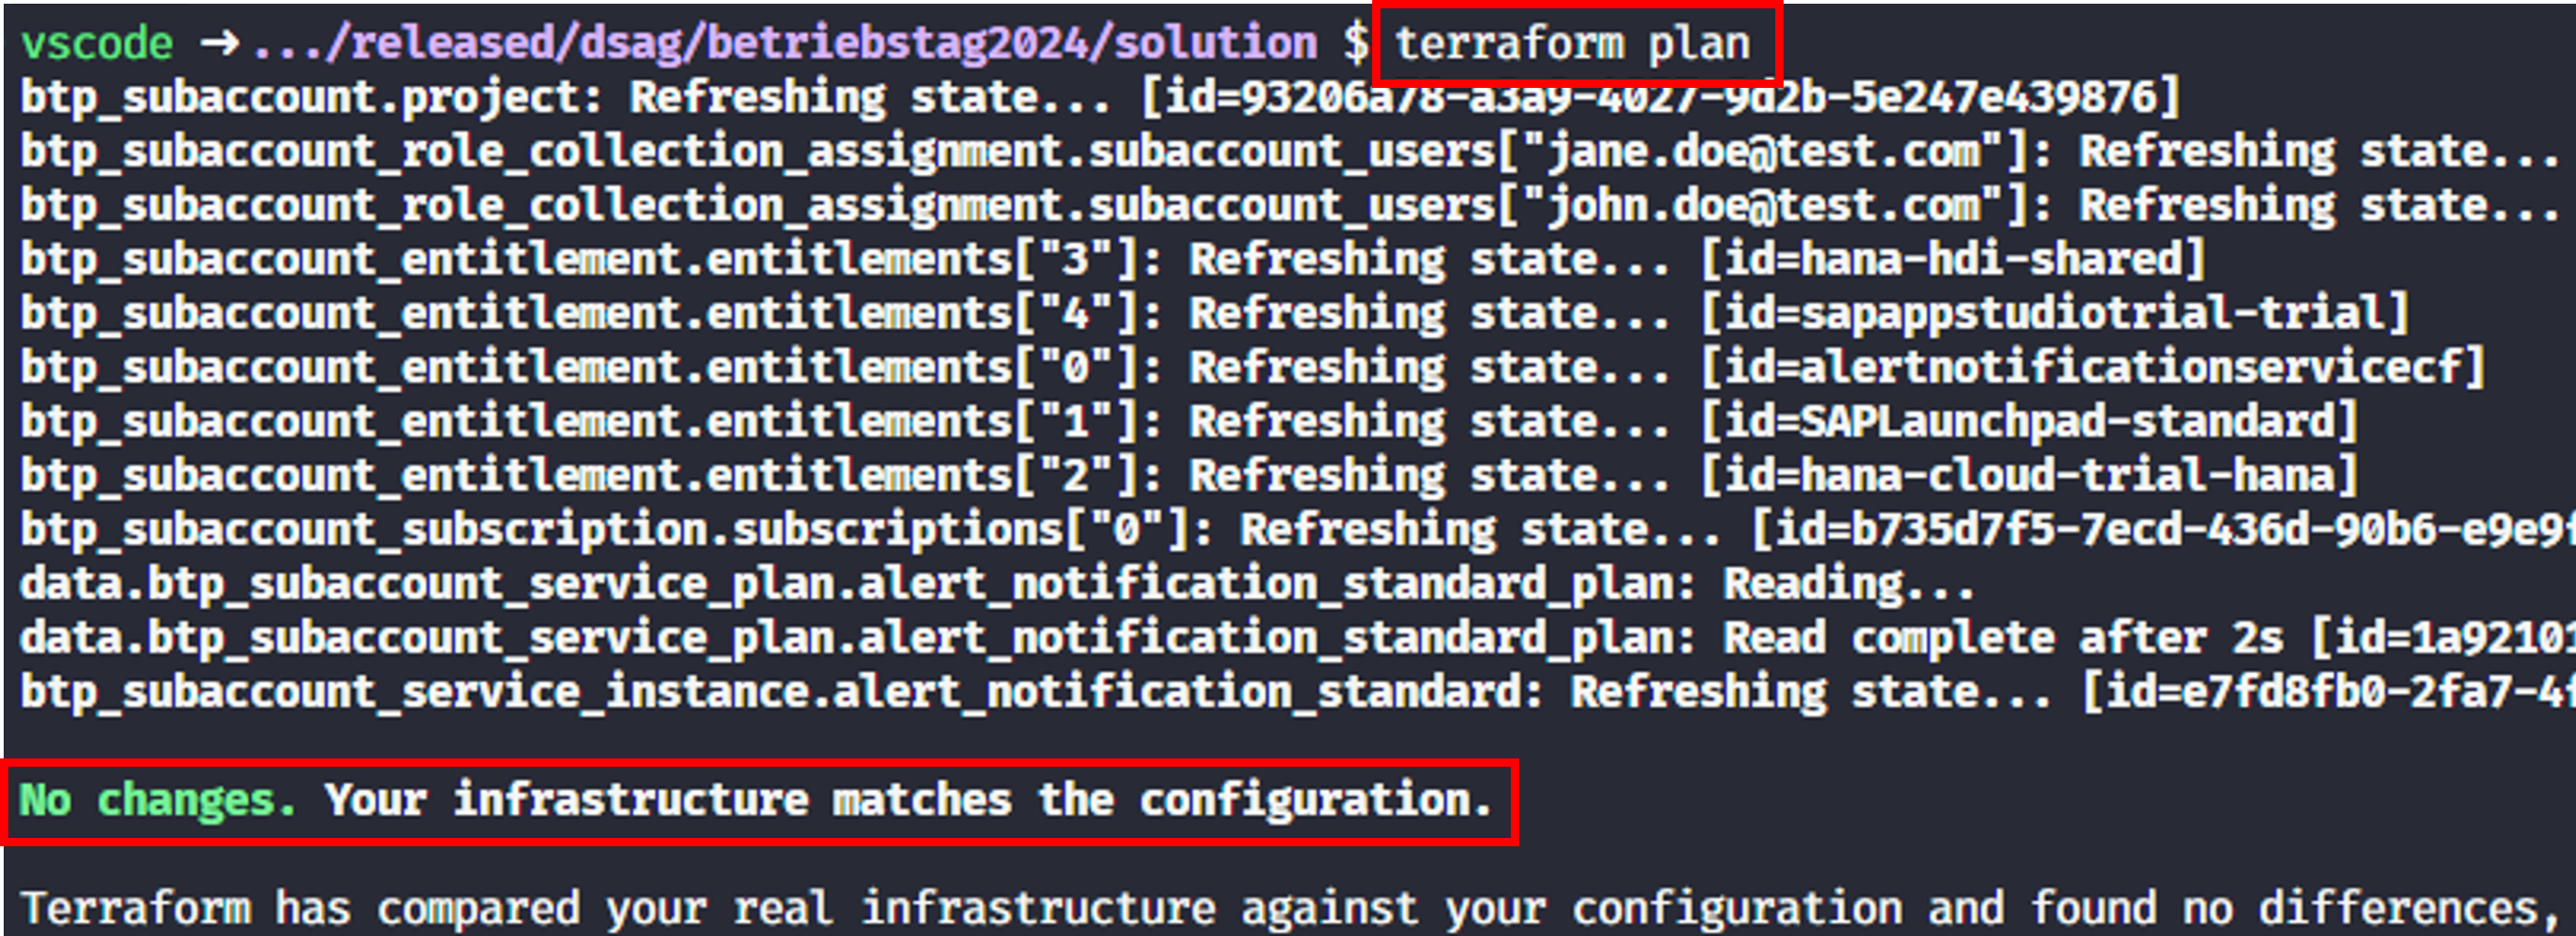 vscode → .../released/dsag/betriebstag2024/solution $ terraform plan
btp_subaccount.project: Refreshing state... [id=93206a78-a3a9-4027-9d2b-5e247e439876]
btp_subaccount_role_collection_assignment.subaccount_users["jane.doe@test.com"]: Refreshing state...
btp_subaccount_role_collection_assignment.subaccount_users["john.doe@test.com"]: Refreshing state...
btp_subaccount_entitlement.entitlements["3"]: Refreshing state... [id=hana-hdi-shared]
btp_subaccount_entitlement.entitlements["4"]: Refreshing state... [id=sapappstudiotrial-trial]
btp_subaccount_entitlement.entitlements["0"]: Refreshing state... [id=alertnotificationservicecf]
btp_subaccount_entitlement.entitlements["1"]: Refreshing state... [id=SAPLaunchpad-standard]
btp_subaccount_entitlement.entitlements["2"]: Refreshing state... [id=hana-cloud-trial-hana]
btp_subaccount_subscription.subscriptions["0"]: Refreshing state... [id=b735d7f5-7ecd-436d-90b6-e9e9f
data.btp_subaccount_service_plan.alert_notification_standard_plan: Reading...
data.btp_subaccount_service_plan.alert_notification_standard_plan: Read complete after 2s [id=1a92101
btp_subaccount_service_instance.alert_notification_standard: Refreshing state... [id=e7fd8fb0-2fa7-4f
No changes. Your infrastructure matches the configuration.
Terraform has compared your real infrastructure against your configuration and found no differences,